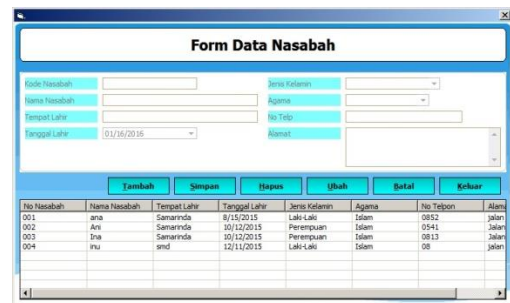 Form Data Nasabah
Kode Nasabah Jenis Kelamin
Nama Nasabah Agama
Tempat Lahir No Telp
Tanggal Lahir 01/16/2016 Alamat
Tambah Simpan Hapus Ubah Batal Keluar
No Nasabah Nama Nasabah Tempat Lahir Tanggal Lahir Jenis Kelamin Agama No Telpon Alama
001 ana Samarinda 8/15/2015 Laki-Laki Islam 0852 jalan
002 Ani Samarinda 10/12/2015 Perempuan Islam 0541 Jalan
003 Ina Samarinda 10/12/2015 Perempuan Islam 0813 Jalan
004 inu smd 12/11/2015 Laki-Laki Islam 08 jalan